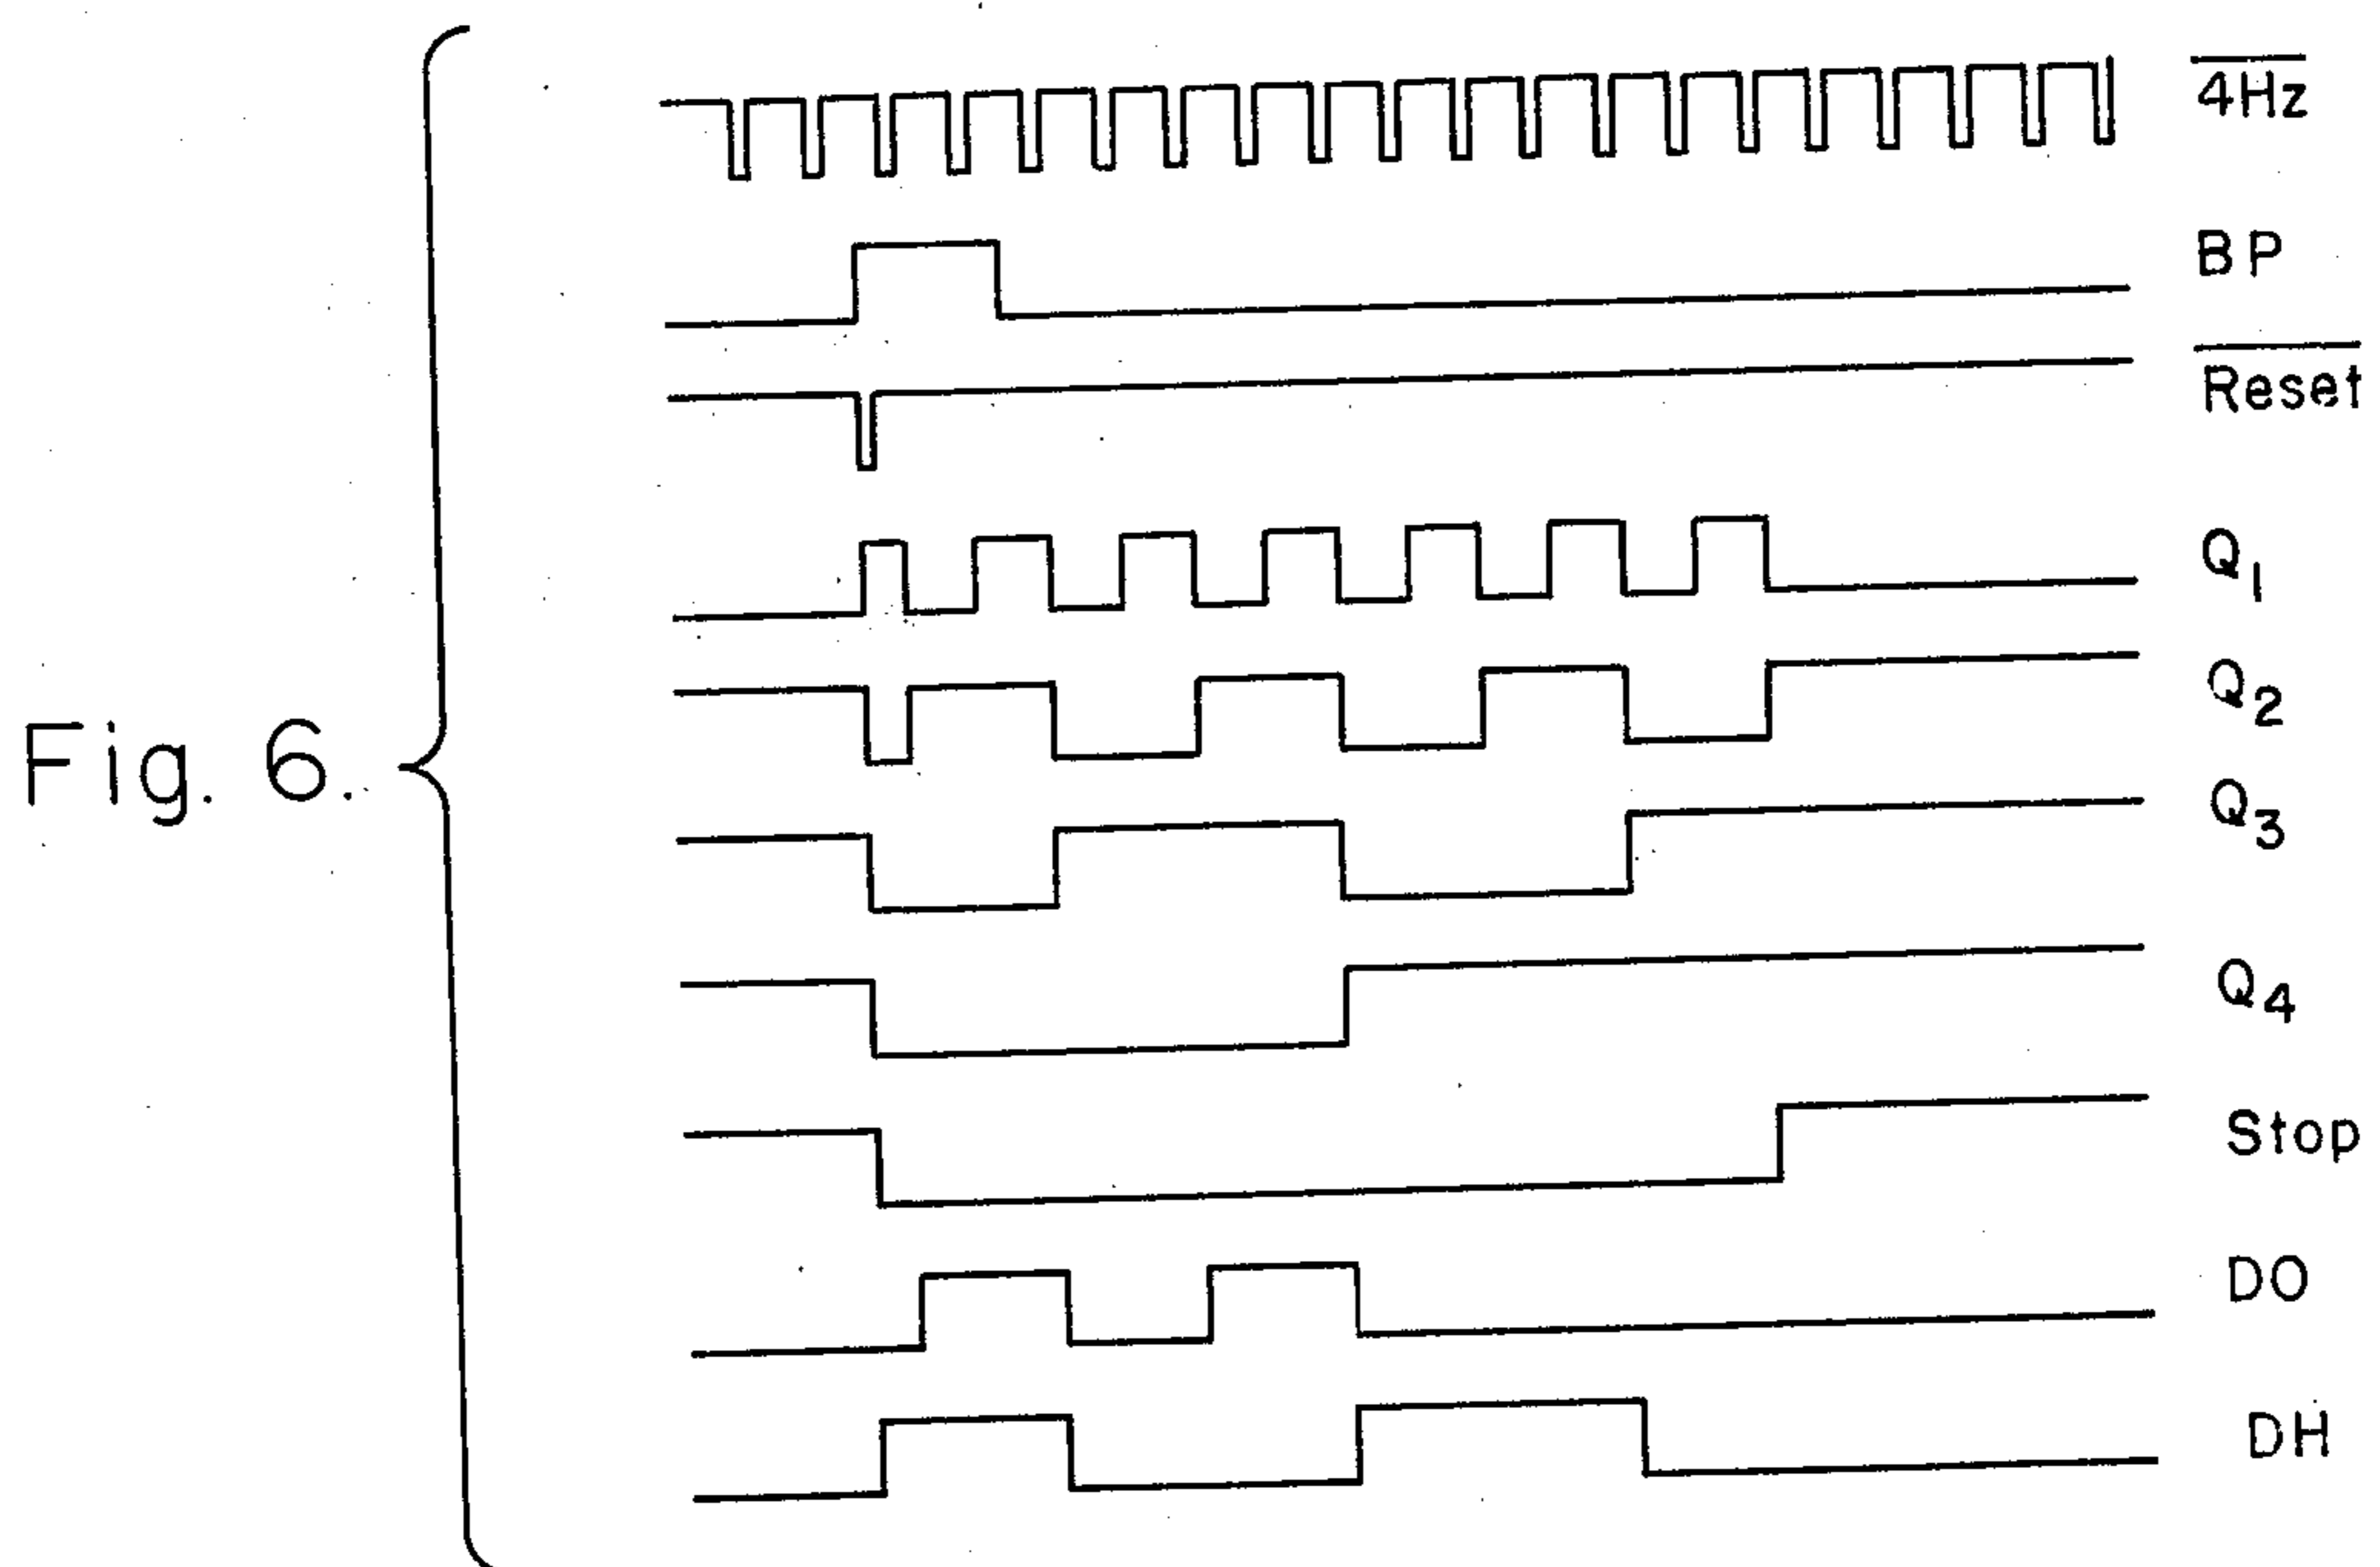 4Hz
BP
Reset
Q1
Q2
Fig. 6.
Q3
Q4
Stop
DO
DH